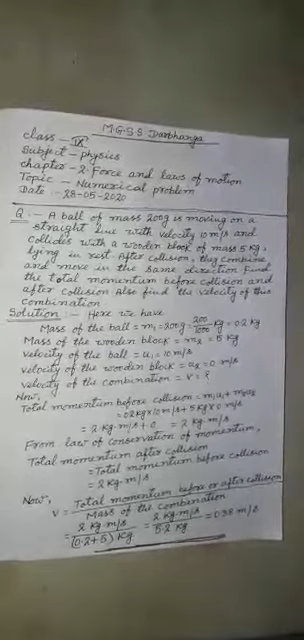 M.G.S.S Darbhanga
class - IX
Subject - physics
chapter - 2 Force and laws of motion
Topic - Numerical problem
Date - 28-05-2020
Q :- A ball of mass 200g is moving on a
straight line with velocity 10 m/s and
collides with a wooden block of mass 5 kg,
lying in rest. After collision, they combine
and move in the same direction. Find
the total momentum before collision and
after collision. Also find the velocity of this
combination.
Solution :- Here we have
Mass of the ball = m₁ = 200g = 200/1000 kg = 0.2 kg
Mass of the wooden block = m₂ = 5 kg
Velocity of the ball = u₁ = 10 m/s
velocity of the wooden block = u₂ = 0 m/s
velocity of the combination = v = ?
Now,
Total momentum before collision = m₁u₁ + m₂u₂
= 0.2 kg x 10 m/s + 5 kg x 0 m/s
= 2 kg·m/s + 0 = 2 kg·m/s
From law of conservation of momentum,
Total momentum after collision
= Total momentum before collision
= 2 kg·m/s
Now,
v = Total momentum before or after collision / Mass of the combination
= 2 kg·m/s / (0.2+5) kg = 2 kg·m/s / 5.2 kg = 0.38 m/s